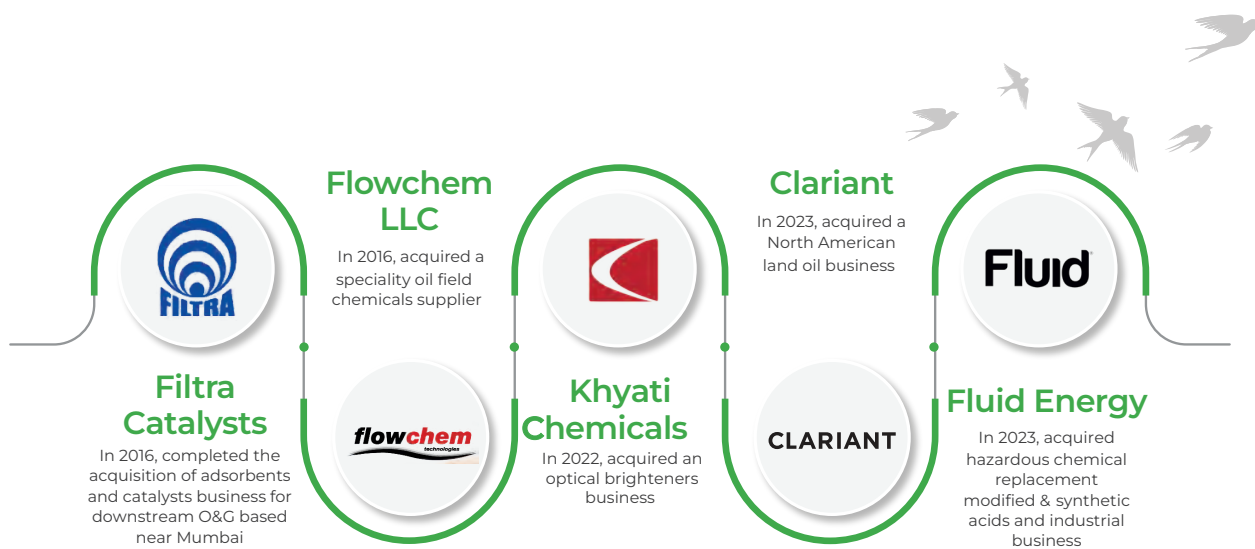 FILTRA
Filtra
Catalysts
In 2016, completed the
acquisition of adsorbents
and catalysts business for
downstream O&G based
near Mumbai
Flowchem
LLC
In 2016, acquired a
speciality oil field
chemicals supplier
flowchem
technologies
Khyati
Chemicals
In 2022, acquired an
optical brighteners
business
Clariant
In 2023, acquired a
North American
land oil business
CLARIANT
Fluid
Fluid Energy
In 2023, acquired
hazardous chemical
replacement
modified & synthetic
acids and industrial
business